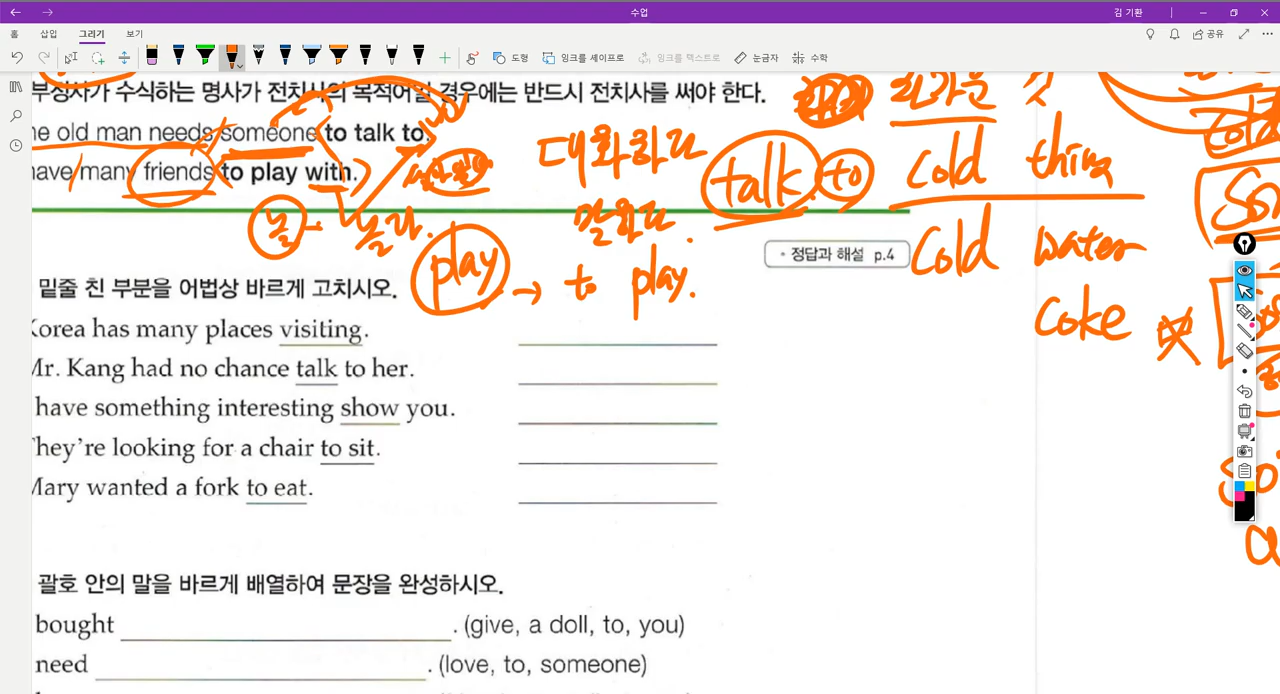 수업
김 기환
홈 삽입 그리기 보기
공유
도형 잉크를 셰이프로 잉크를 텍스트로 눈금자 수학
부정사가 수식하는 명사가 전치사의 목적어일 경우에는 반드시 전치사를 써야 한다.
he old man needs someone to talk to.
have many friends to play with.
대화하다
talk to
차가운 것
cold thing
말하다
놀 놀다.
play → to play.
cold water
coke
• 정답과 해설 p.4
밑줄 친 부분을 어법상 바르게 고치시오.
Korea has many places visiting.
Mr. Kang had no chance talk to her.
have something interesting show you.
They're looking for a chair to sit.
Mary wanted a fork to eat.
괄호 안의 말을 바르게 배열하여 문장을 완성하시오.
bought . (give, a doll, to, you)
need . (love, to, someone)